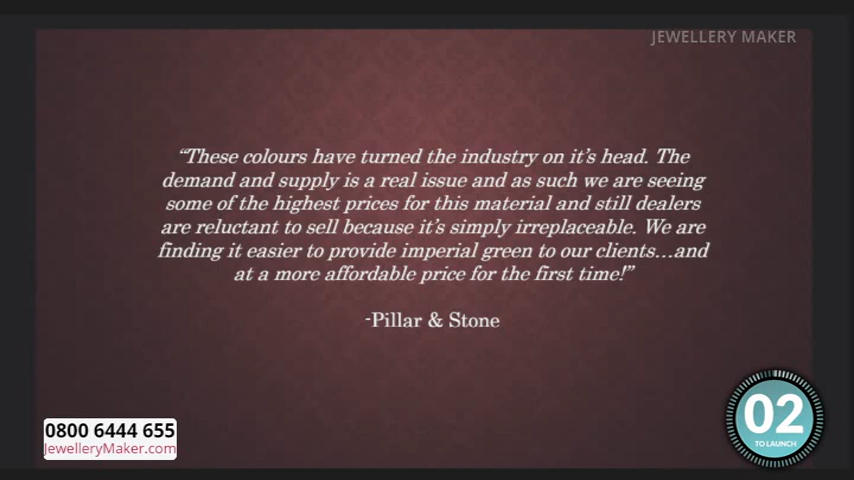 JEWELLERY MAKER
“These colours have turned the industry on it’s head. The
demand and supply is a real issue and as such we are seeing
some of the highest prices for this material and still dealers
are reluctant to sell because it’s simply irreplaceable. We are
finding it easier to provide imperial green to our clients…and
at a more affordable price for the first time!”
-Pillar & Stone
0800 6444 655
JewelleryMaker.com
02
TO LAUNCH